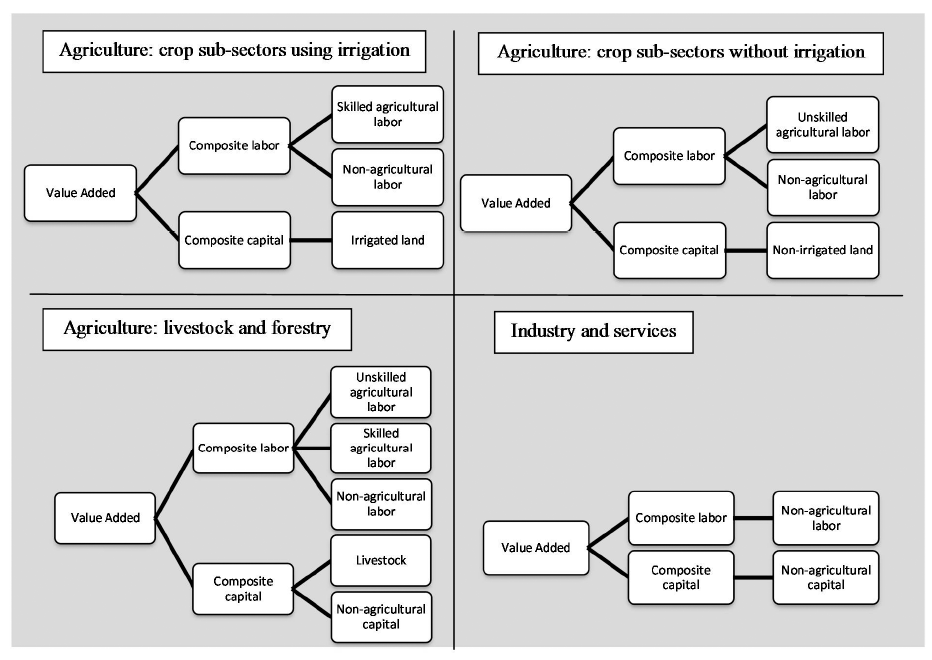 Agriculture: crop sub-sectors using irrigation
Value Added
Composite labor
Skilled agricultural
labor
Non-agricultural
labor
Composite capital
Irrigated land
Agriculture: crop sub-sectors without irrigation
Value Added
Composite labor
Unskilled
agricultural labor
Non-agricultural
labor
Composite capital
Non-irrigated land
Agriculture: livestock and forestry
Value Added
Composite labor
Unskilled
agricultural
labor
Skilled
agricultural
labor
Non-agricultural
labor
Composite
capital
Livestock
Non-agricultural
capital
Industry and services
Value Added
Composite labor
Non-agricultural
labor
Composite
capital
Non-agricultural
capital